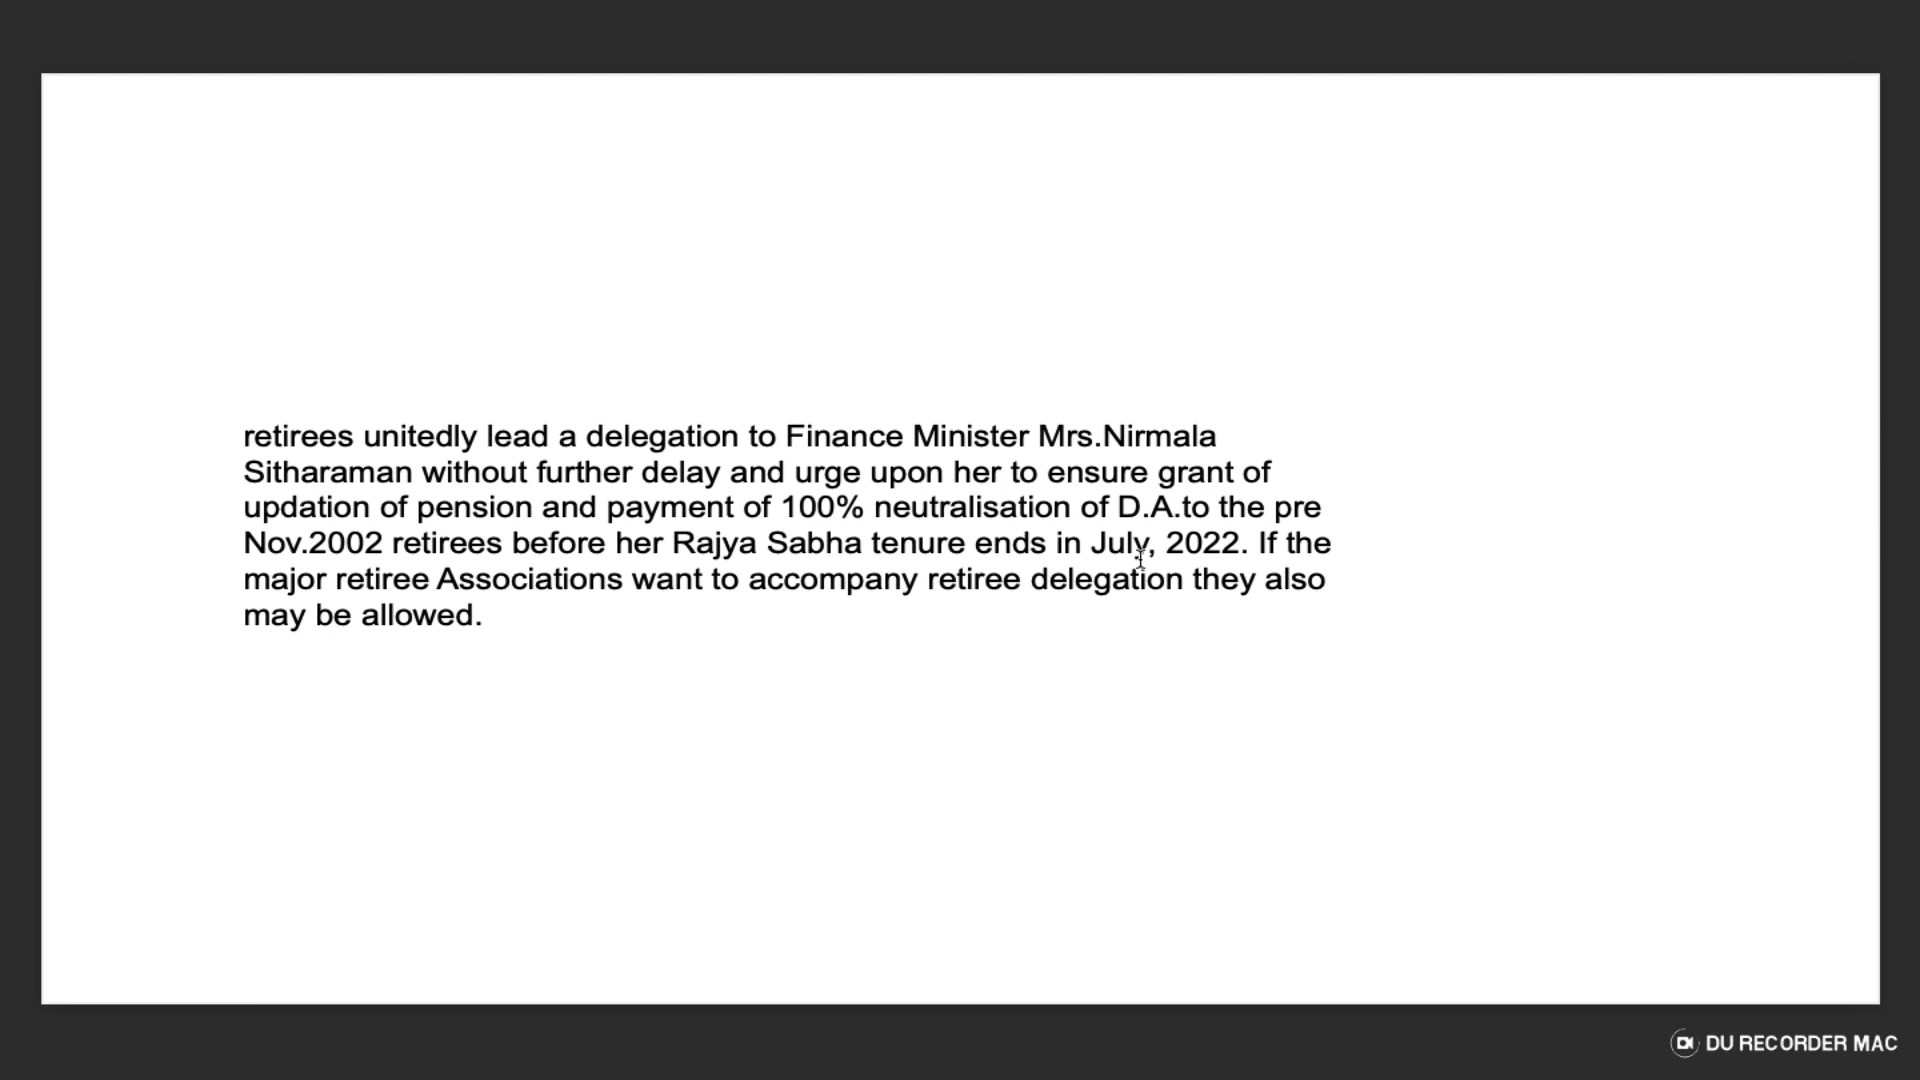 retirees unitedly lead a delegation to Finance Minister Mrs.Nirmala
Sitharaman without further delay and urge upon her to ensure grant of
updation of pension and payment of 100% neutralisation of D.A.to the pre
Nov.2002 retirees before her Rajya Sabha tenure ends in July, 2022. If the
major retiree Associations want to accompany retiree delegation they also
may be allowed.
DU RECORDER MAC